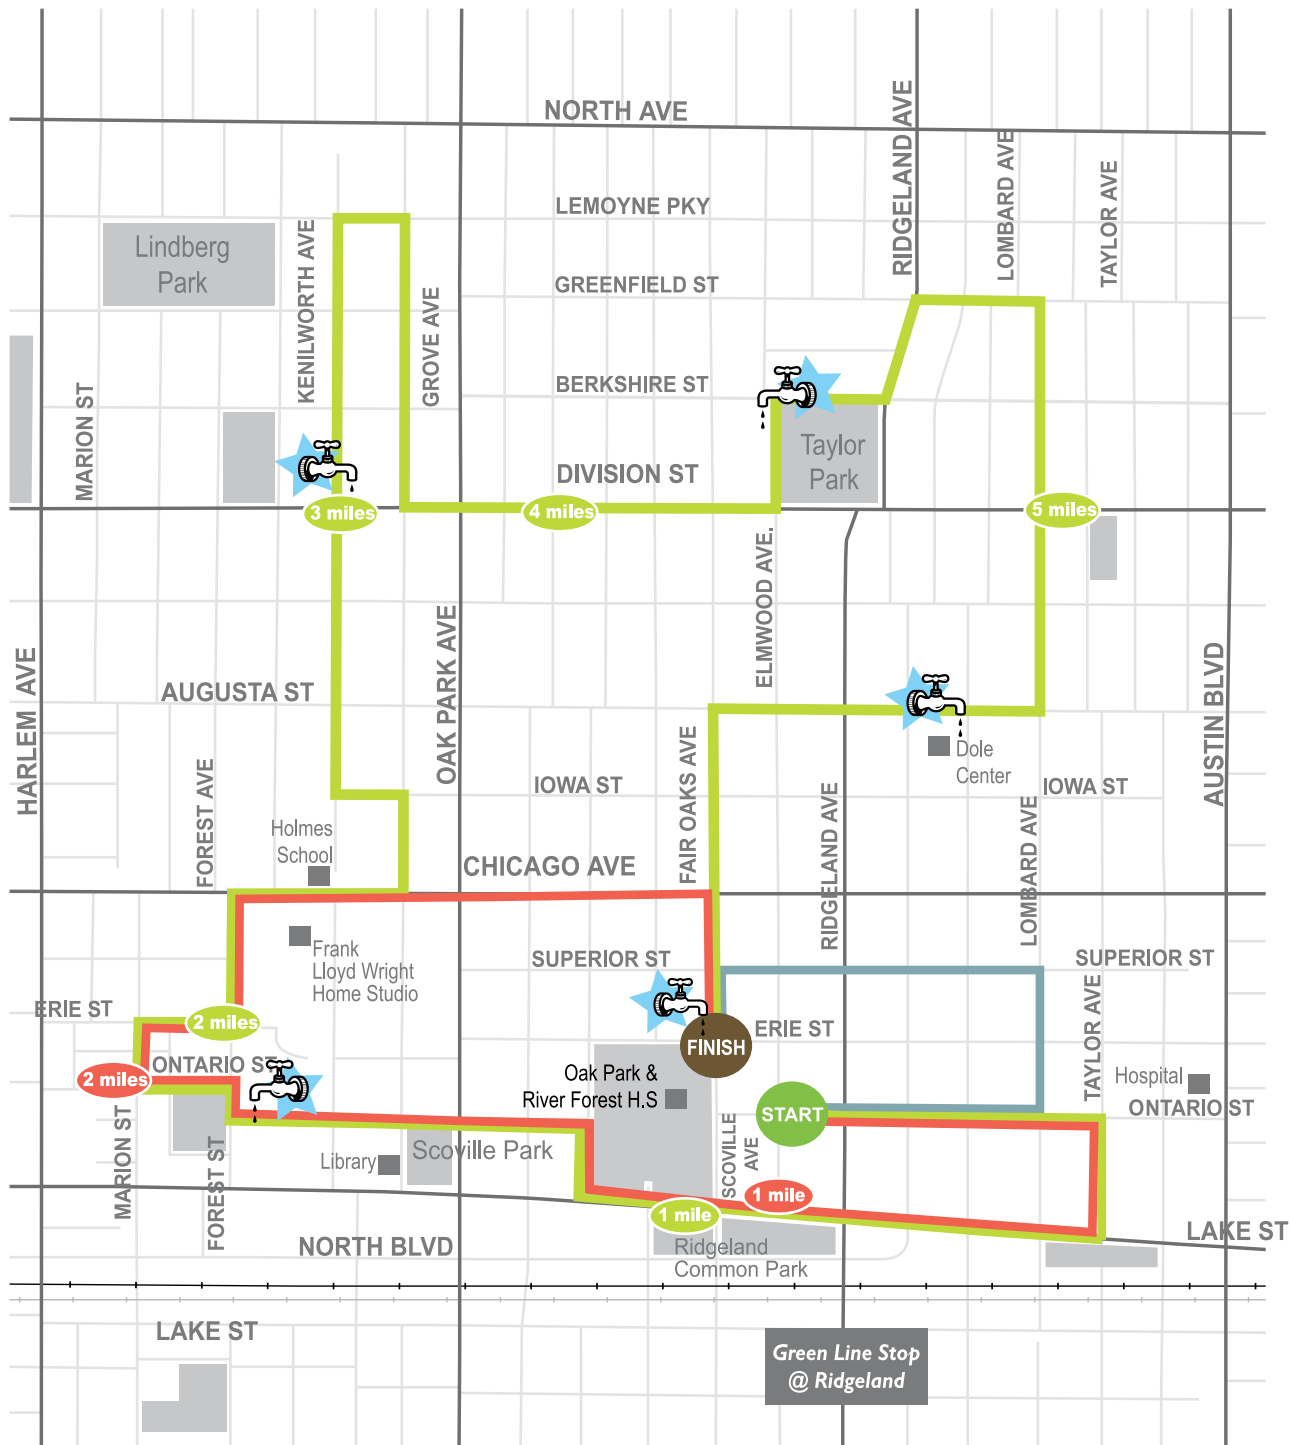 NORTH AVE
RIDGELAND AVE
LOMBARD AVE
TAYLOR AVE
LEMOYNE PKY
Lindberg
Park
KENILWORTH AVE
GREENFIELD ST
GROVE AVE
BERKSHIRE ST
MARION ST
Taylor
Park
DIVISION ST
3 miles
4 miles
5 miles
ELMWOOD AVE.
OAK PARK AVE
HARLEM AVE
AUGUSTA ST
AUSTIN BLVD
Dole
Center
FAIR OAKS AVE
IOWA ST
IOWA ST
FOREST AVE
RIDGELAND AVE
LOMBARD AVE
Holmes
School
CHICAGO AVE
Frank
Lloyd Wright
Home Studio
SUPERIOR ST
SUPERIOR ST
ERIE ST
2 miles
ERIE ST
FINISH
TAYLOR AVE
ONTARIO ST
2 miles
Oak Park &
River Forest H.S
Hospital
ONTARIO ST
START
MARION ST
FOREST ST
Library
Scoville Park
SCOVILLE
AVE
1 mile
1 mile
LAKE ST
NORTH BLVD
Ridgeland
Common Park
LAKE ST
Green Line Stop
@ Ridgeland